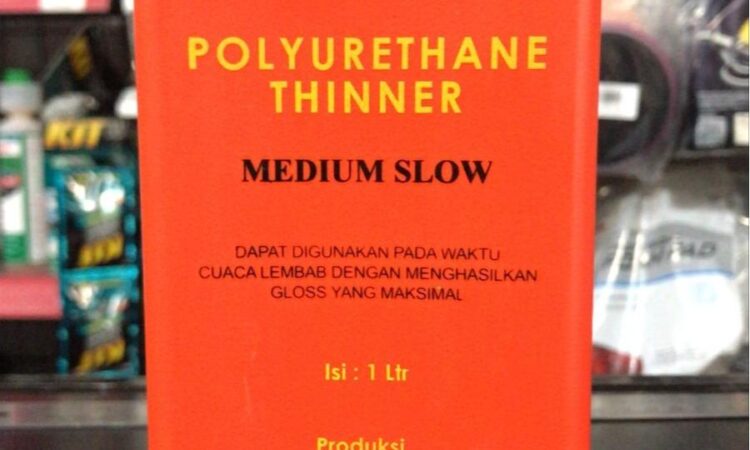 POLYURETHANE
THINNER
MEDIUM SLOW
DAPAT DIGUNAKAN PADA WAKTU
CUACA LEMBAB DENGAN MENGHASILKAN
GLOSS YANG MAKSIMAL
Isi : 1 Ltr
Produksi
KIT